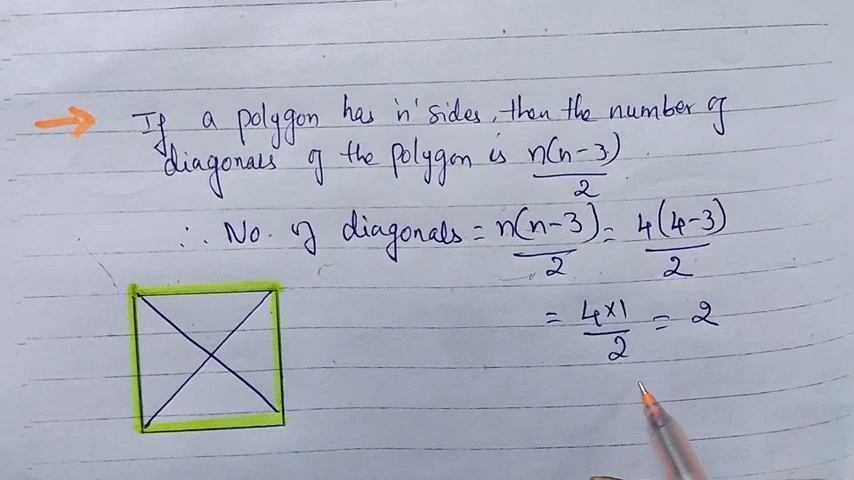 If a polygon has 'n' sides, then the number of
diagonals of the polygon is n(n-3)/2
∴ No. of diagonals = n(n-3)/2 = 4(4-3)/2
= 4×1/2 = 2